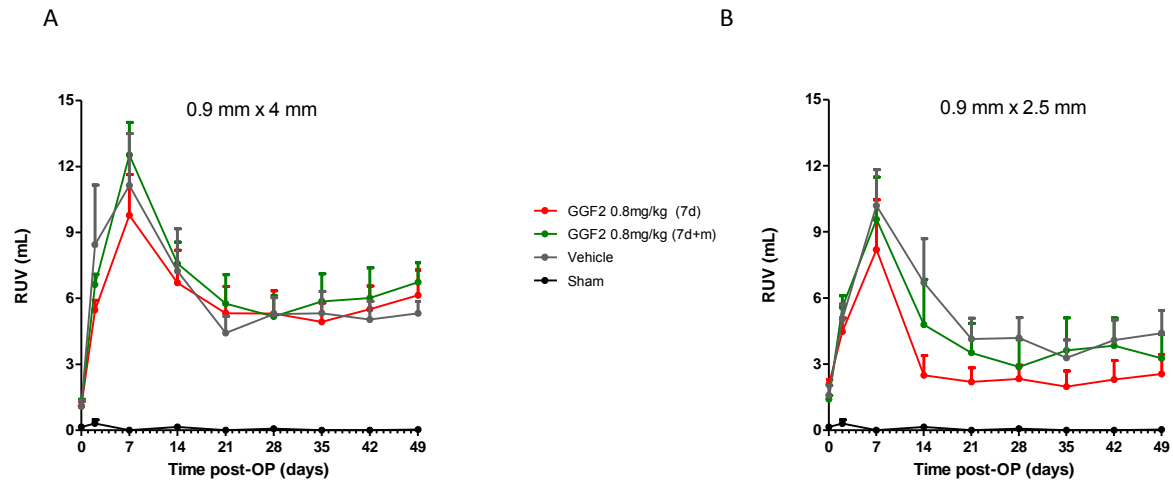 A
B
0.9 mm x 4 mm
0.9 mm x 2.5 mm
RUV (mL)
15
12
9
6
3
0
0 7 14 21 28 35 42 49
Time post-OP (days)
GGF2 0.8mg/kg (7d)
GGF2 0.8mg/kg (7d+m)
Vehicle
Sham
RUV (mL)
15
12
9
6
3
0
0 7 14 21 28 35 42 49
Time post-OP (days)